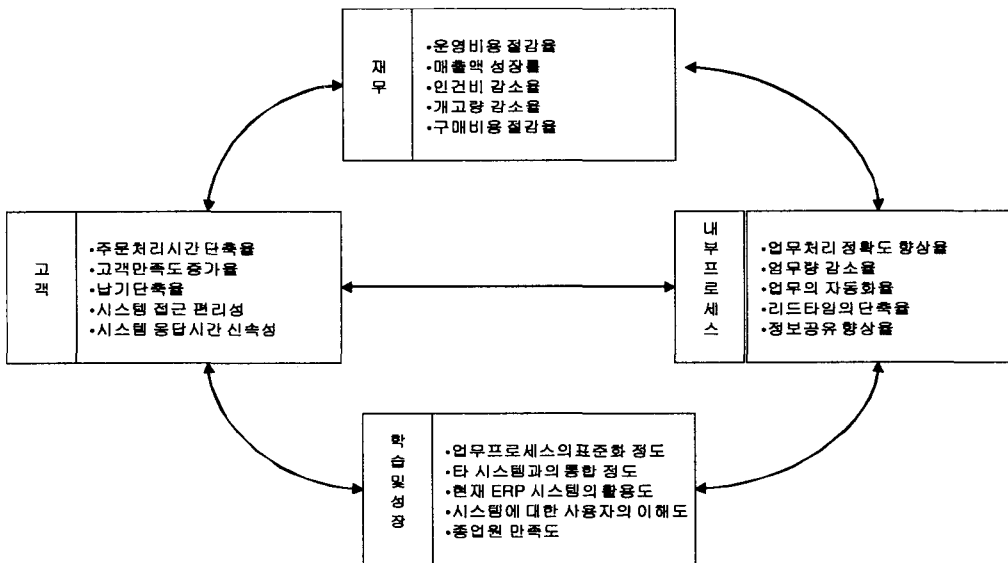 재무
•운영비용 절감율
•매출액 성장률
•인건비 감소율
•개고량 감소율
•구매비용 절감율
고객
•주문처리시간 단축율
•고객만족도 증가율
•납기단축율
•시스템 접근 편리성
•시스템 응답시간 신속성
내부프로세스
•업무처리 정확도 향상율
•업무량 감소율
•업무의 자동화율
•리드타임의 단축율
•정보공유 향상율
학습및성장
•업무프로세스의표준화 정도
•타 시스템과의 통합 정도
•현재 ERP 시스템의 활용도
•시스템에 대한 사용자의 이해도
•종업원 만족도